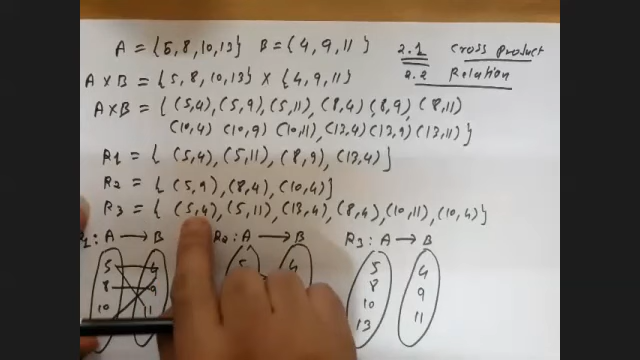 A = {5, 8, 10, 13} B = {4, 9, 11}
2.1 Cross Product
2.2 Relation
A × B = {5, 8, 10, 13} × {4, 9, 11}
A × B = { (5,4), (5,9), (5,11), (8,4) (8,9), (8,11)
(10,4) (10,9) (10,11), (13,4) (13,9) (13,11)}
R1 = { (5,4), (5,11), (8,9), (13,4)}
R2 = { (5,9), (8,4), (10,4)}
R3 = { (5,4), (5,11), (13,4), (8,4), (10,11), (10,4)}
1 : A → B R2 : A → B R3 : A → B
5 4 5 4 5 4
8 9 8 9
10 11 10 11
13